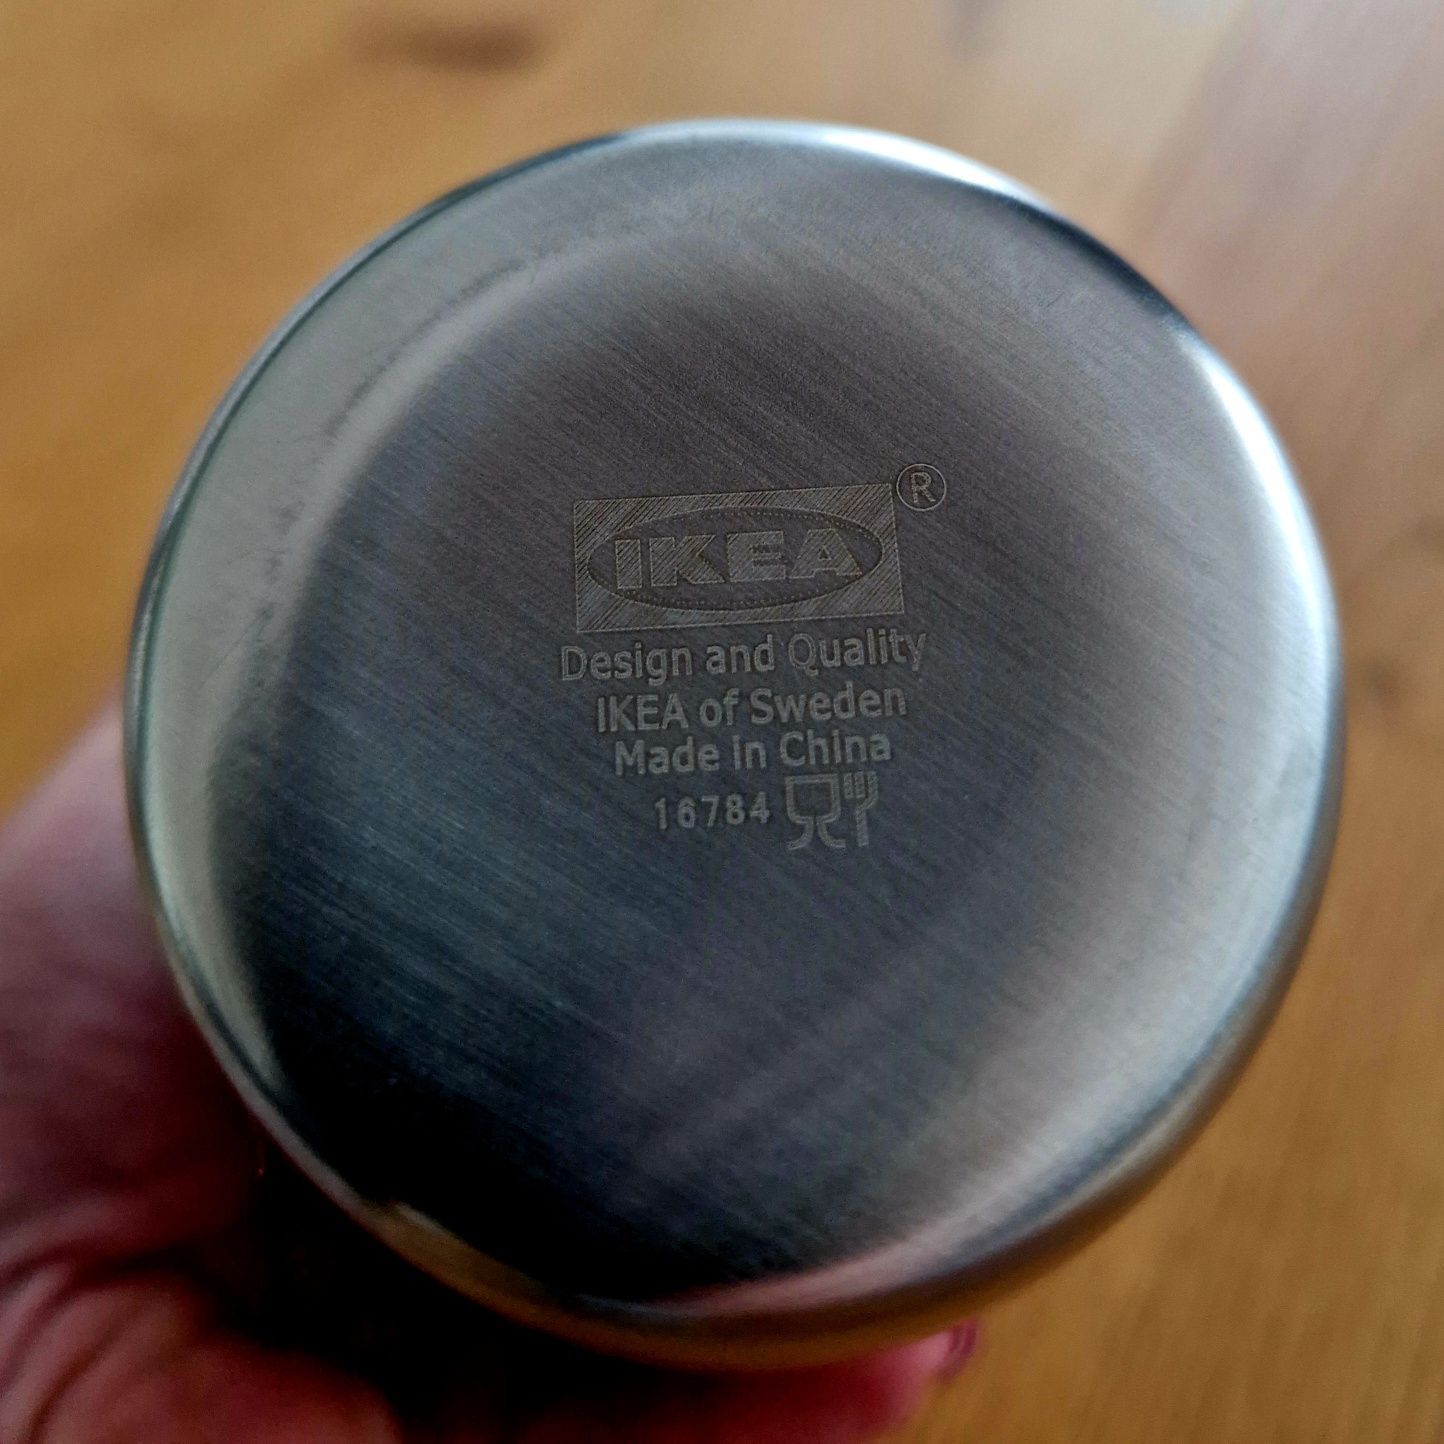 IKEA®
Design and Quality
IKEA of Sweden
Made in China
16784